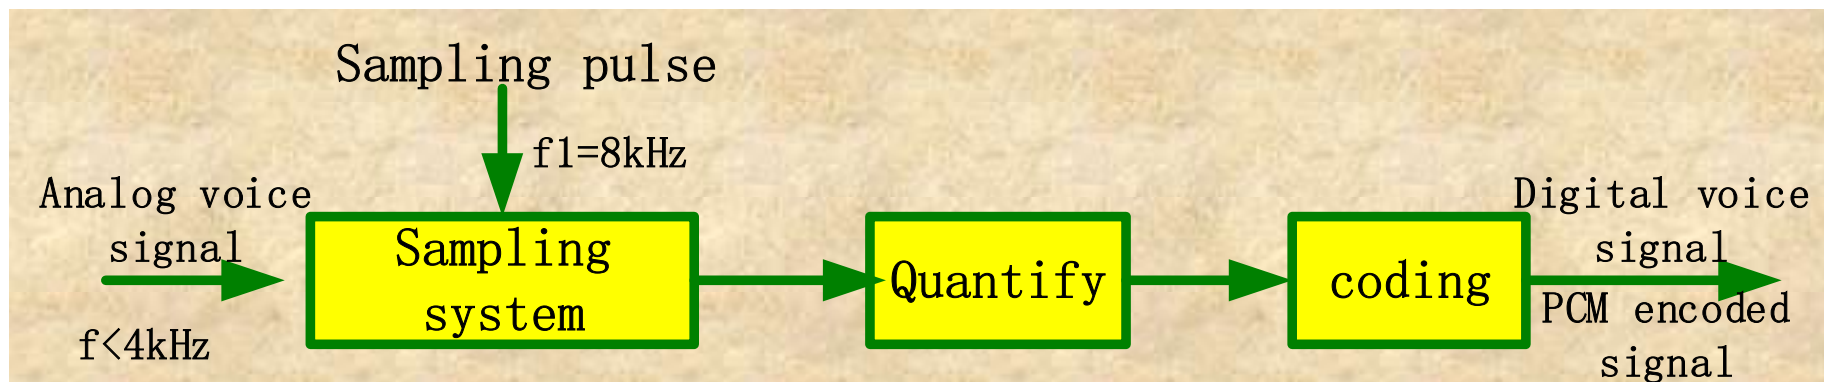 Sampling pulse
f1=8kHz
Analog voice
signal
f<4kHz
Sampling
system
Quantify
coding
Digital voice
signal
PCM encoded
signal